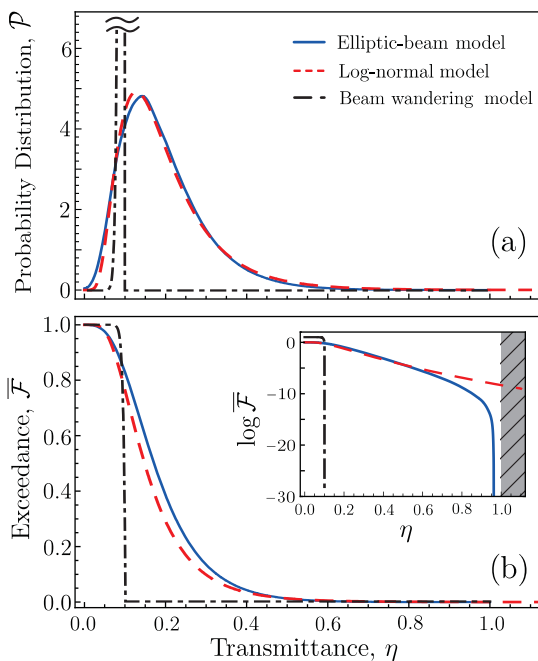 Probability Distribution, 𝒫
6
4
2
0
Elliptic-beam model
Log-normal model
Beam wandering model
(a)
Exceedance, ℱ̅
1.0
0.8
0.6
0.4
0.2
0.0
log ℱ̅
0
−10
−20
−30
0.0 0.2 0.4 0.6 0.8 1.0
η
(b)
0.0 0.2 0.4 0.6 0.8 1.0
Transmittance, η